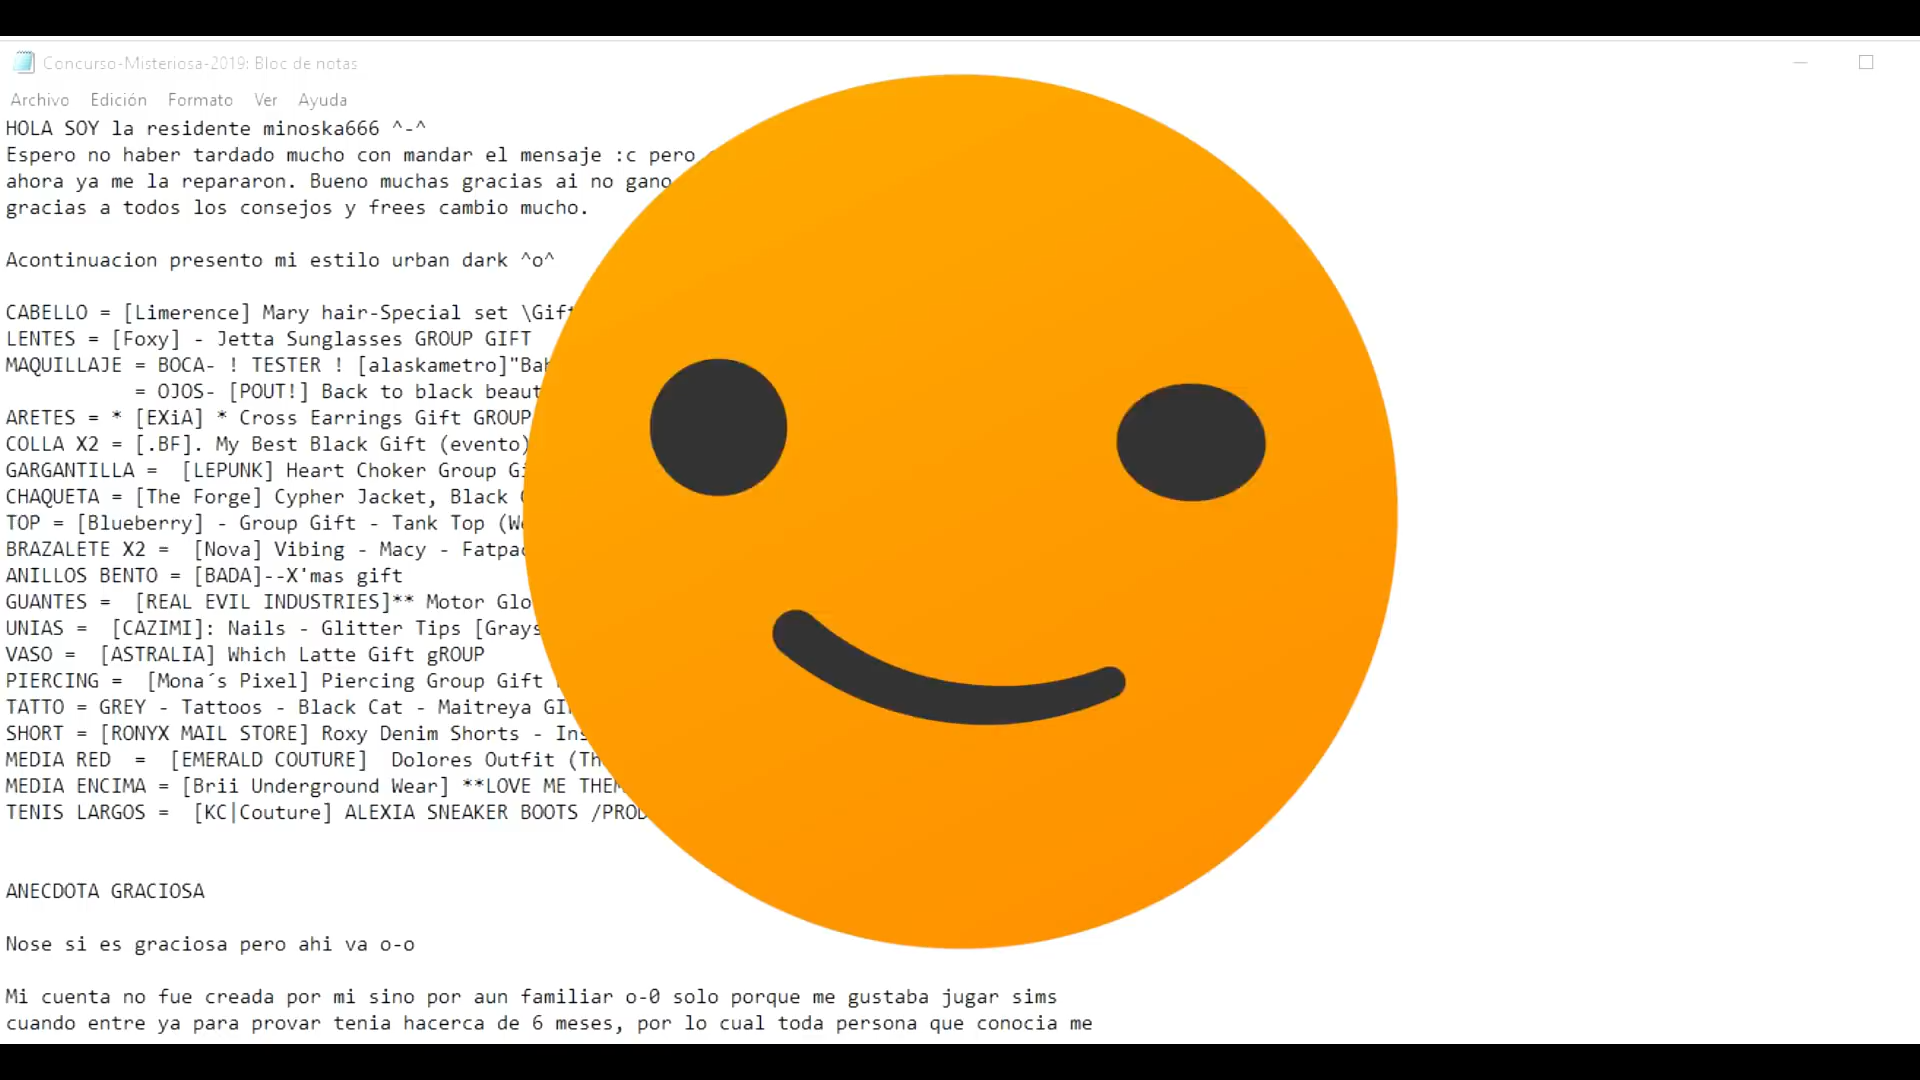 Concurso-Misteriosa-2019: Bloc de notas
Archivo Edición Formato Ver Ayuda
HOLA SOY la residente minoska666 ^-^
Espero no haber tardado mucho con mandar el mensaje :c pero
ahora ya me la repararon. Bueno muchas gracias ai no gano
gracias a todos los consejos y frees cambio mucho.
Acontinuacion presento mi estilo urban dark ^o^
CABELLO = [Limerence] Mary hair-Special set \Gift
LENTES = [Foxy] - Jetta Sunglasses GROUP GIFT
MAQUILLAJE = BOCA- ! TESTER ! [alaskametro]
= OJOS- [POUT!] Back to black
ARETES = * [EXiA] * Cross Earrings Gift GROUP
COLLA X2 = [.BF]. My Best Black Gift (evento)
GARGANTILLA = [LEPUNK] Heart Choker Group
CHAQUETA = [The Forge] Cypher Jacket, Black
TOP = [Blueberry] - Group Gift - Tank Top
BRAZALETE X2 = [Nova] Vibing - Macy -
ANILLOS BENTO = [BADA]--X'mas gift
GUANTES = [REAL EVIL INDUSTRIES]** Motor
UNIAS = [CAZIMI]: Nails - Glitter Tips
VASO = [ASTRALIA] Which Latte Gift gROUP
PIERCING = [Mona´s Pixel] Piercing Group Gift
TATTO = GREY - Tattoos - Black Cat - Maitreya
SHORT = [RONYX MAIL STORE] Roxy Denim Shorts -
MEDIA RED = [EMERALD COUTURE] Dolores Outfit
MEDIA ENCIMA = [Brii Underground Wear] **LOVE ME
TENIS LARGOS = [KC|Couture] ALEXIA SNEAKER BOOTS
ANECDOTA GRACIOSA
Nose si es graciosa pero ahi va o-o
Mi cuenta no fue creada por mi sino por aun familiar o-0 solo porque me gustaba jugar sims
cuando entre ya para provar tenia hacerca de 6 meses, por lo cual toda persona que conocia me